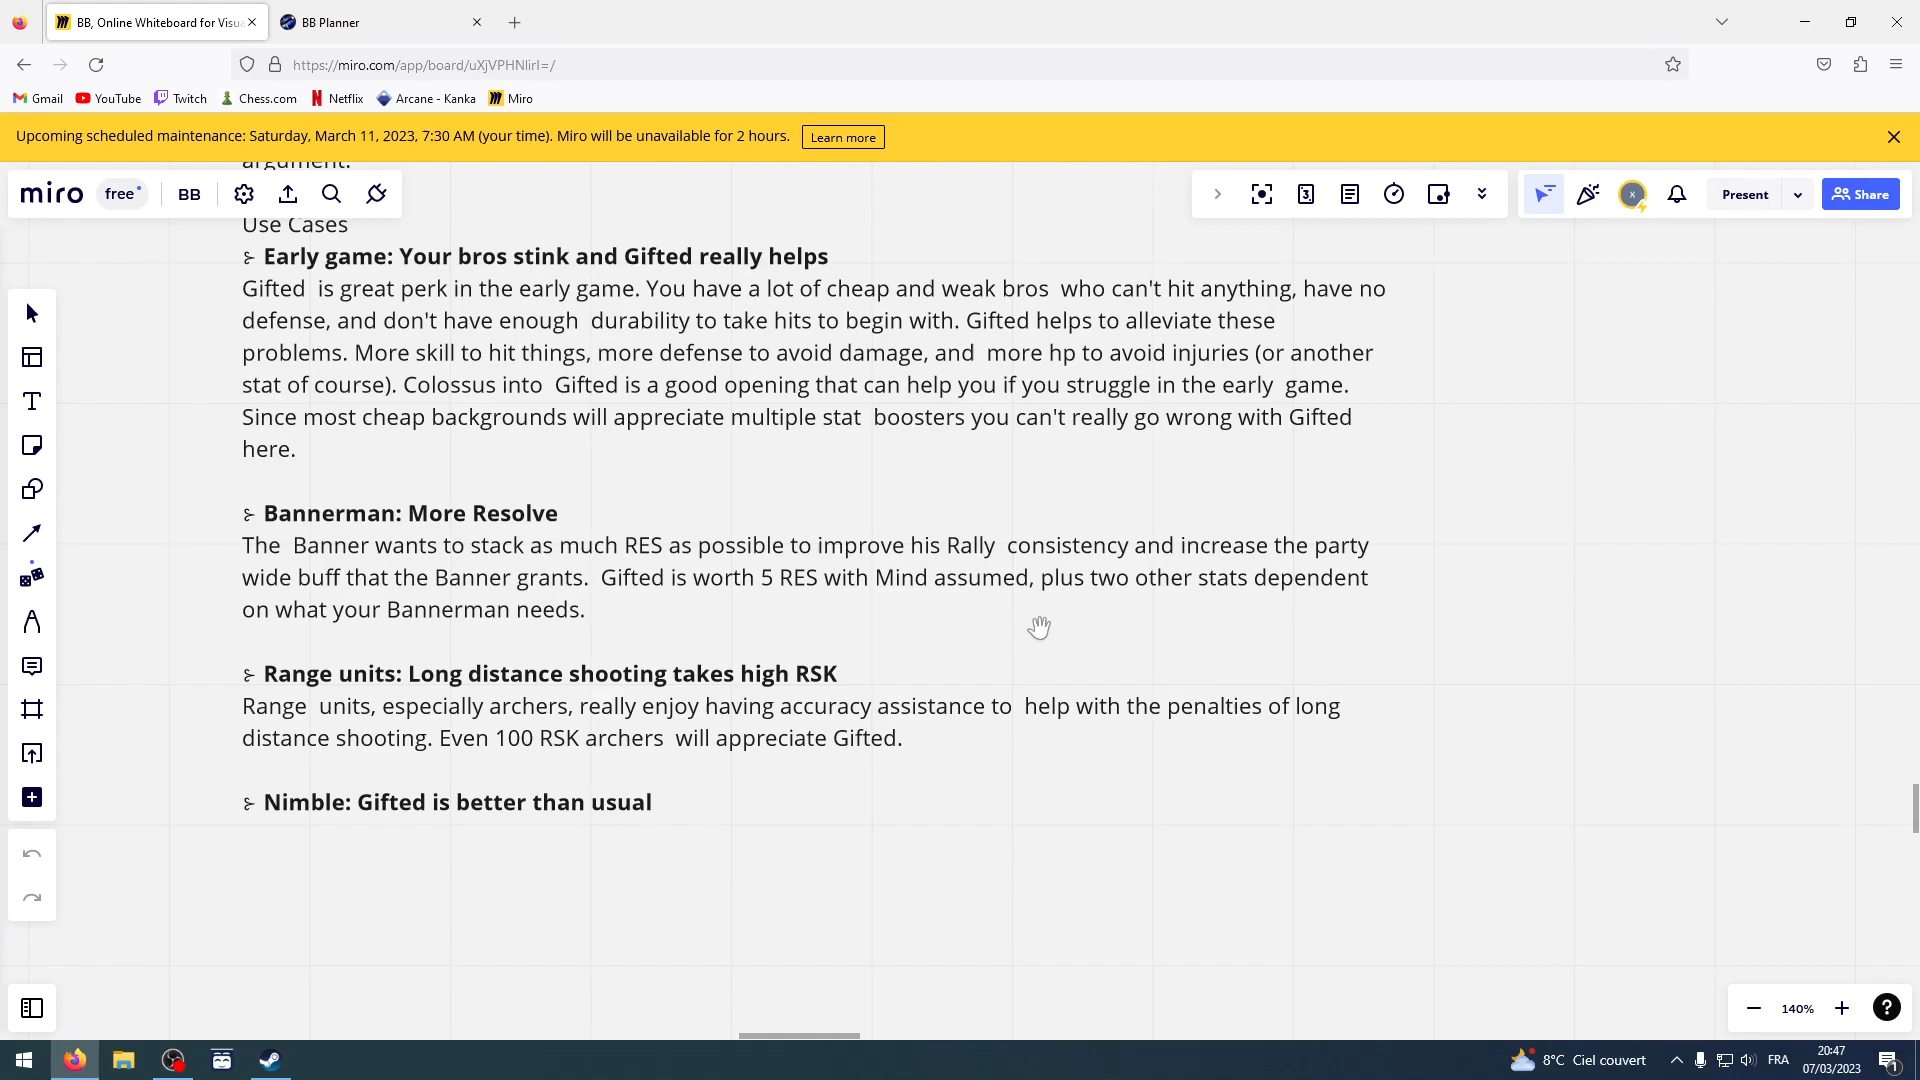 BB, Online Whiteboard for Visua
BB Planner
https://miro.com/app/board/uXjVPHNlirI=/
Gmail
YouTube
Twitch
Chess.com
Netflix
Arcane - Kanka
Miro
Upcoming scheduled maintenance: Saturday, March 11, 2023, 7:30 AM (your time). Miro will be unavailable for 2 hours.
Learn more
argument.
miro
free
BB
Present
Share
Use Cases
⊱ Early game: Your bros stink and Gifted really helps
Gifted  is great perk in the early game. You have a lot of cheap and weak bros  who can't hit anything, have no
defense, and don't have enough  durability to take hits to begin with. Gifted helps to alleviate these
problems. More skill to hit things, more defense to avoid damage, and  more hp to avoid injuries (or another
stat of course). Colossus into  Gifted is a good opening that can help you if you struggle in the early  game.
Since most cheap backgrounds will appreciate multiple stat  boosters you can't really go wrong with Gifted
here.
⊱ Bannerman: More Resolve
The  Banner wants to stack as much RES as possible to improve his Rally  consistency and increase the party
wide buff that the Banner grants.  Gifted is worth 5 RES with Mind assumed, plus two other stats dependent
on what your Bannerman needs.
⊱ Range units: Long distance shooting takes high RSK
Range  units, especially archers, really enjoy having accuracy assistance to  help with the penalties of long
distance shooting. Even 100 RSK archers  will appreciate Gifted.
⊱ Nimble: Gifted is better than usual
140%
8°C Ciel couvert
FRA
20:47
07/03/2023
1